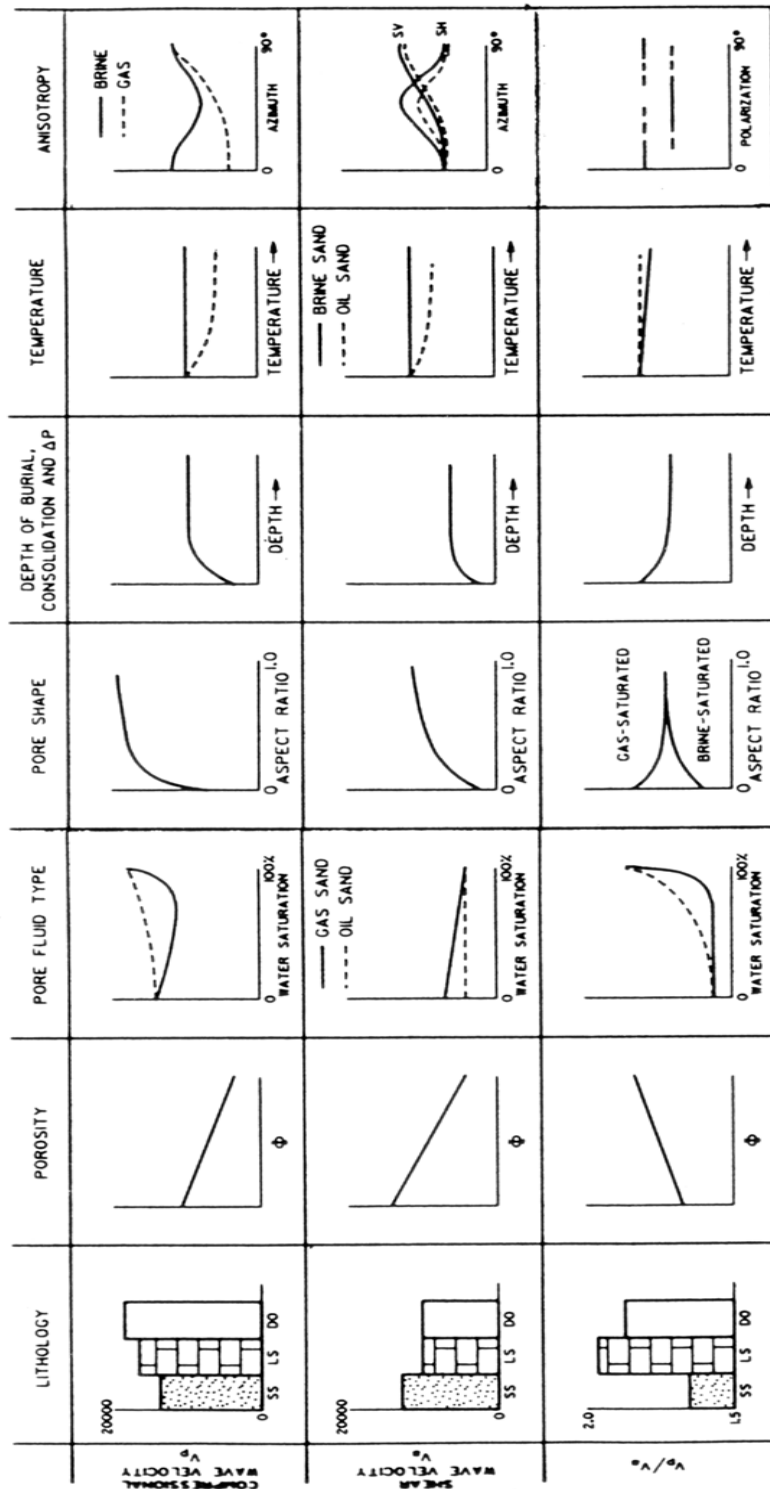 LITHOLOGY
POROSITY
PORE FLUID TYPE
PORE SHAPE
DEPTH OF BURIAL,
CONSOLIDATION AND ΔP
TEMPERATURE
ANISOTROPY
COMPRESSIONAL
WAVE VELOCITY
Vp
20000
0
SS LS DO
Φ
0 100%
WATER SATURATION
0 1.0
ASPECT RATIO
DEPTH →
TEMPERATURE →
BRINE
GAS
0 90°
AZIMUTH
SHEAR
WAVE VELOCITY
Vs
20000
0
SS LS DO
Φ
GAS SAND
OIL SAND
0 100%
WATER SATURATION
0 1.0
ASPECT RATIO
DEPTH →
BRINE SAND
OIL SAND
TEMPERATURE →
SV
SH
0 90°
AZIMUTH
Vp/Vs
2.0
1.5
SS LS DO
Φ
0 100%
WATER SATURATION
GAS-SATURATED
BRINE-SATURATED
0 1.0
ASPECT RATIO
DEPTH →
TEMPERATURE →
0 90°
POLARIZATION